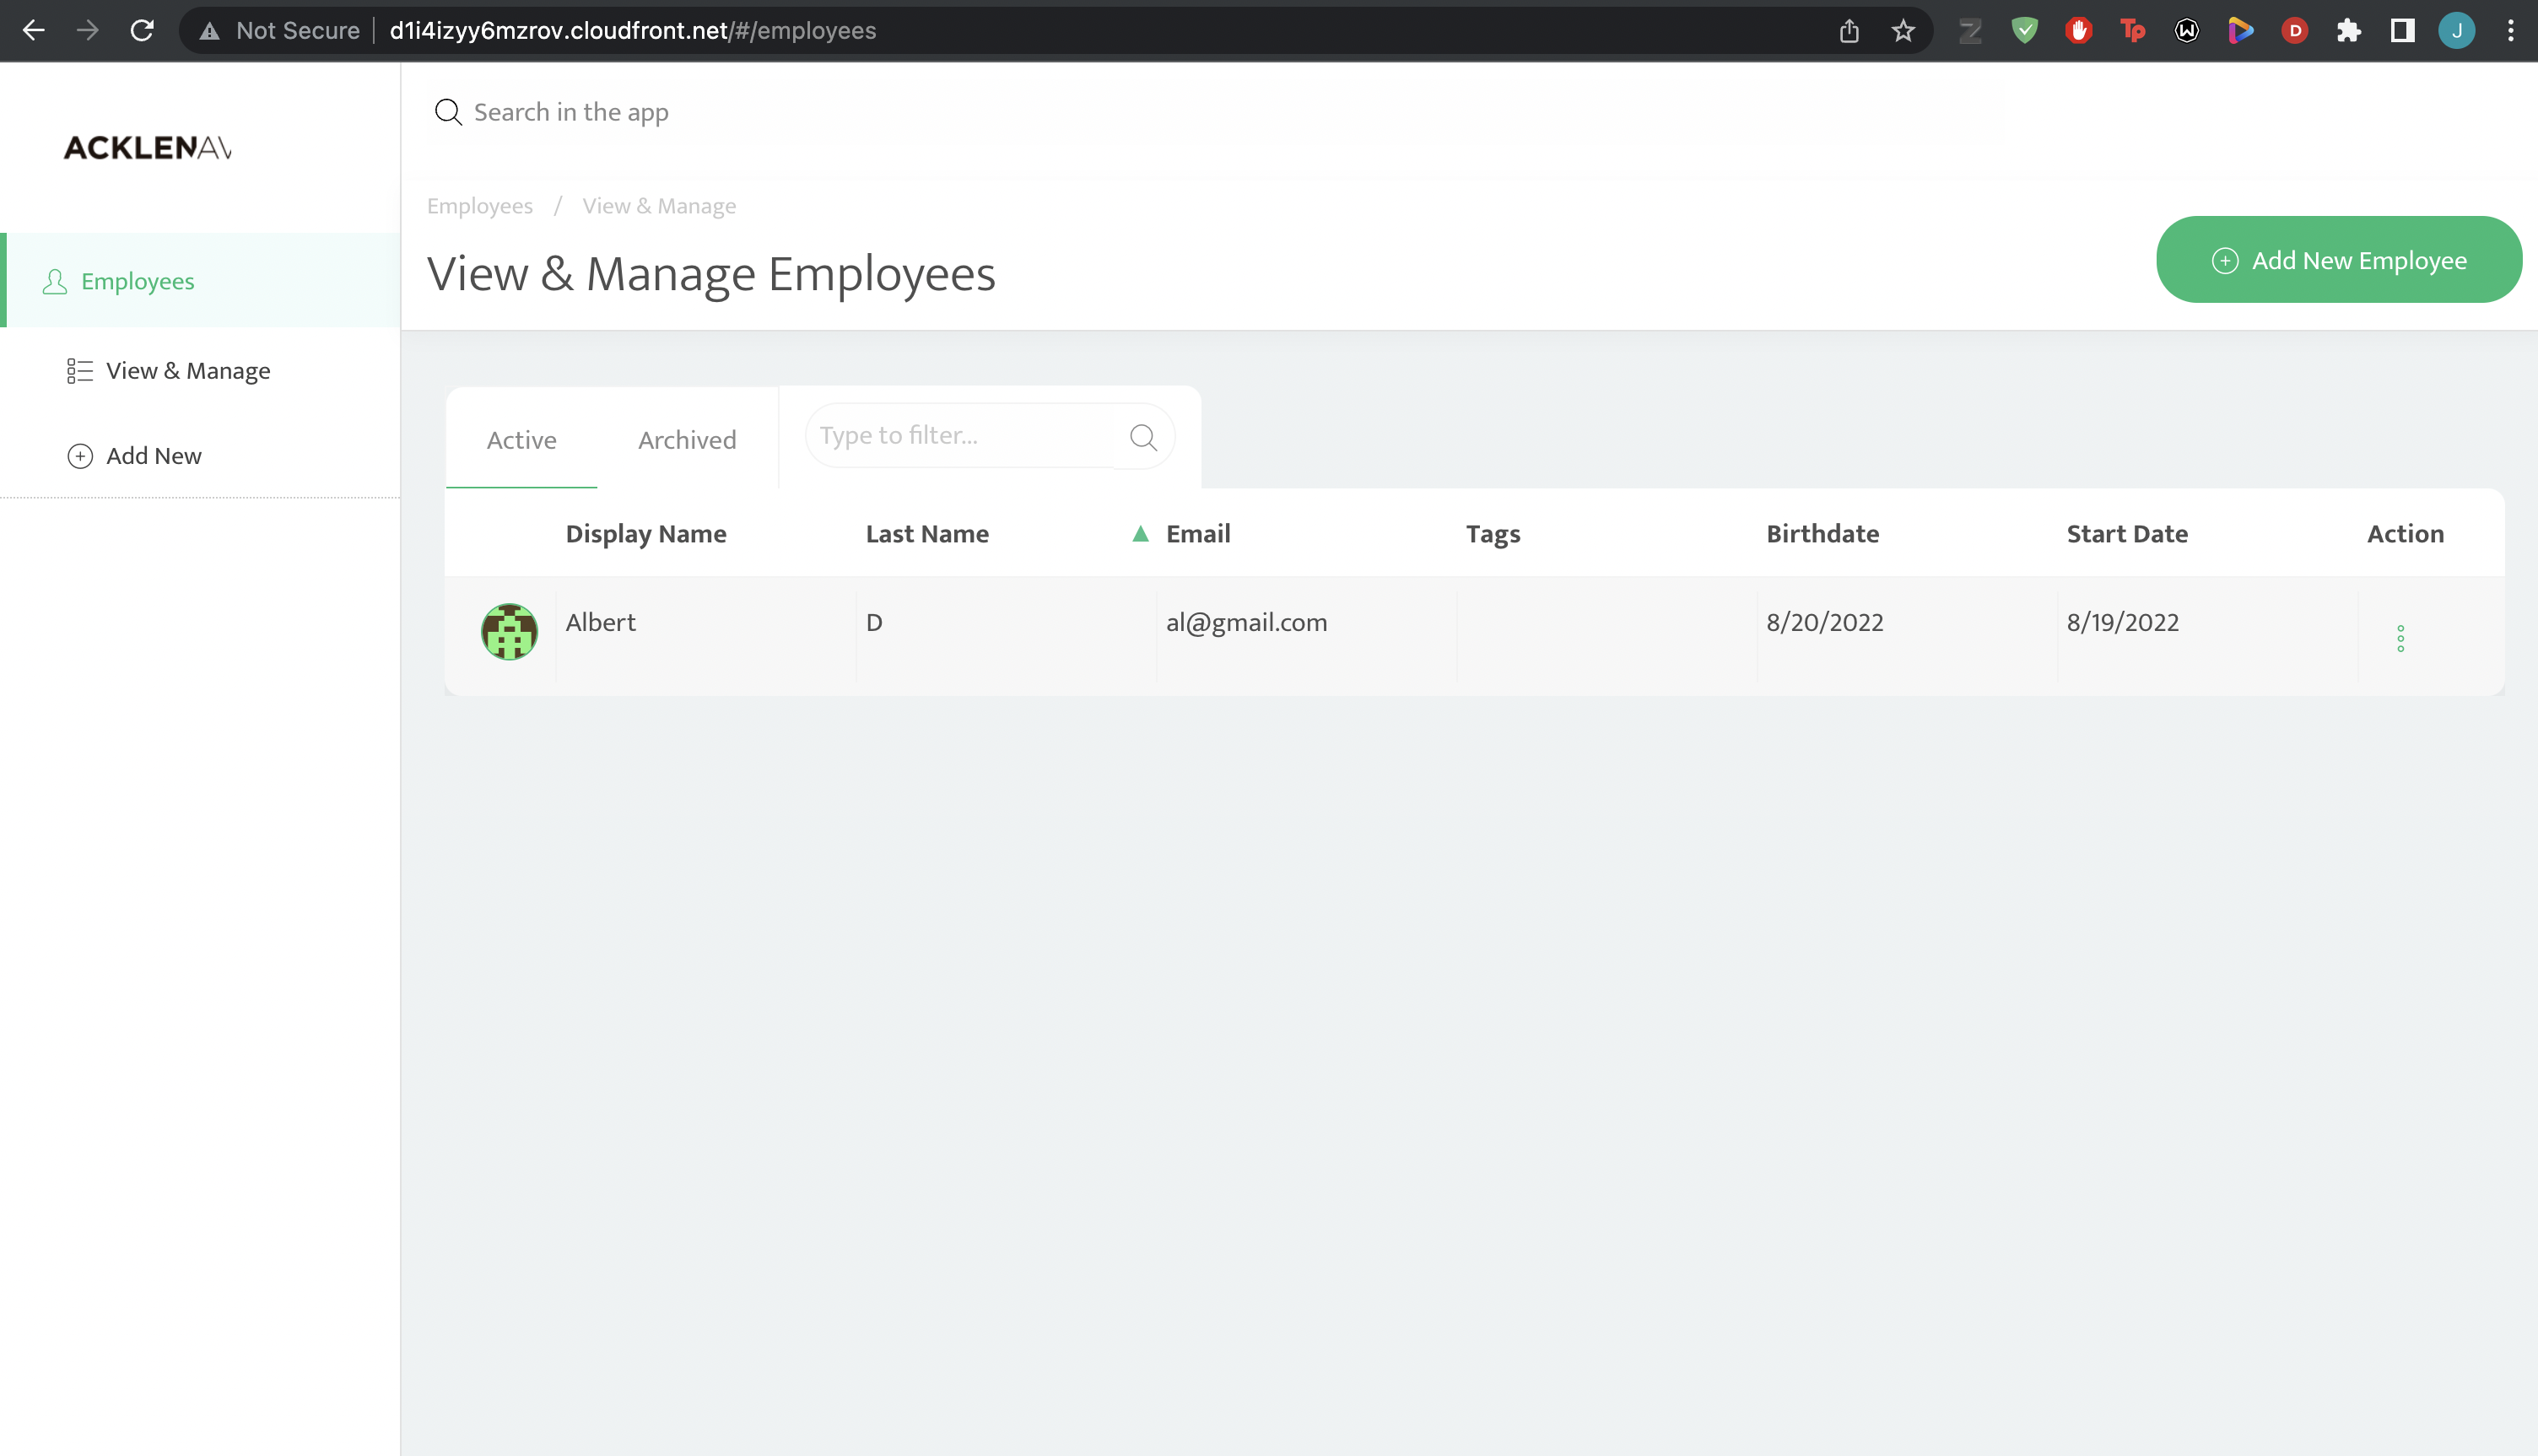 Not Secure d1i4izyy6mzrov.cloudfront.net/#/employees
Z Tp W D J
ACKLENAV
Search in the app
Employees / View & Manage
View & Manage Employees
Add New Employee
Employees
View & Manage
Add New
Active Archived Type to filter...
Display Name Last Name Email Tags Birthdate Start Date Action
Albert D al@gmail.com 8/20/2022 8/19/2022